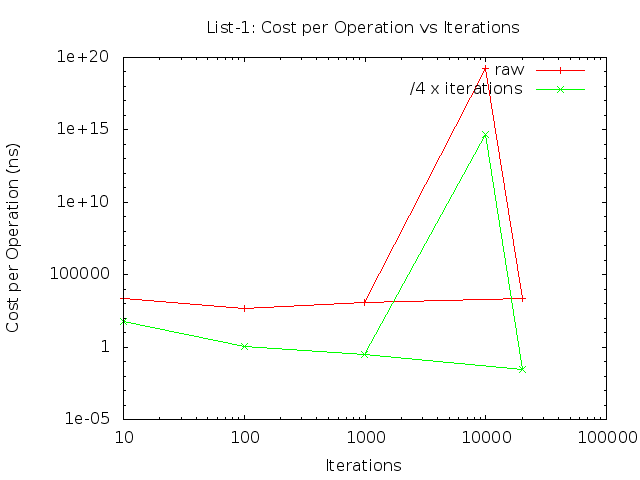 List-1: Cost per Operation vs Iterations
1e+20
raw
/4 x iterations
1e+15
1e+10
100000
1
1e-05
Cost per Operation (ns)
10
100
1000
10000
100000
Iterations